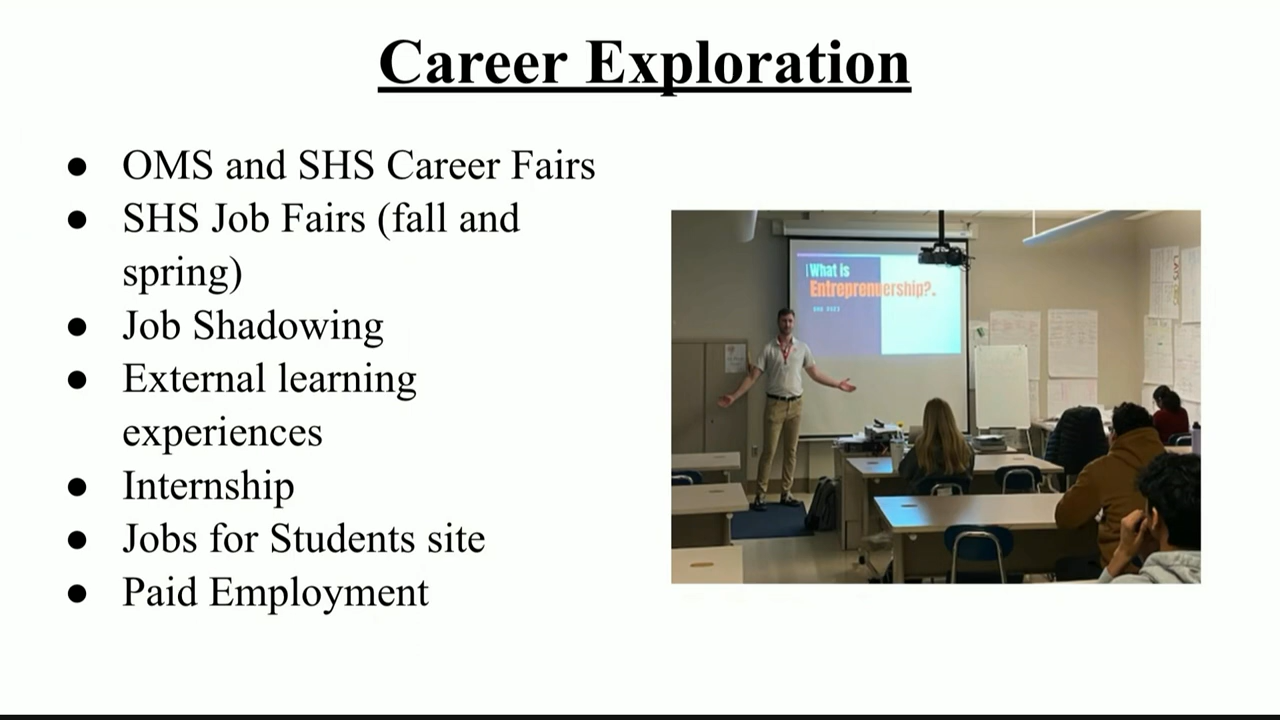 Career Exploration
● OMS and SHS Career Fairs
● SHS Job Fairs (fall and
spring)
● Job Shadowing
● External learning
experiences
● Internship
● Jobs for Students site
● Paid Employment
What is
Entreprenuership?.